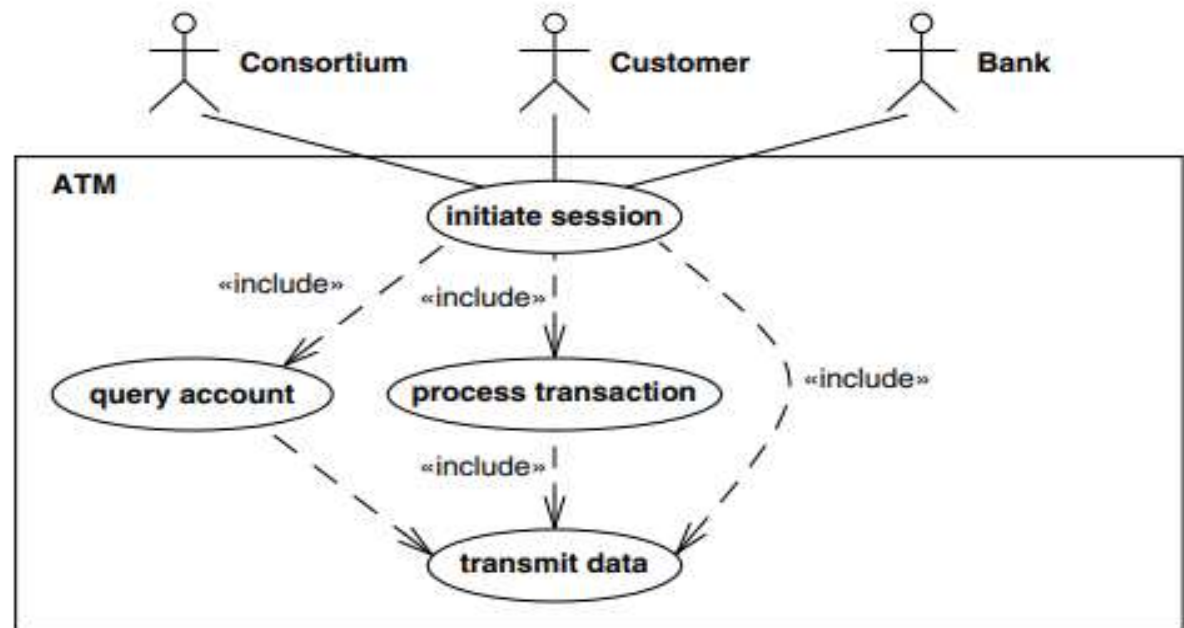 Consortium
Customer
Bank
ATM
initiate session
«include»
«include»
«include»
query account
process transaction
«include»
transmit data